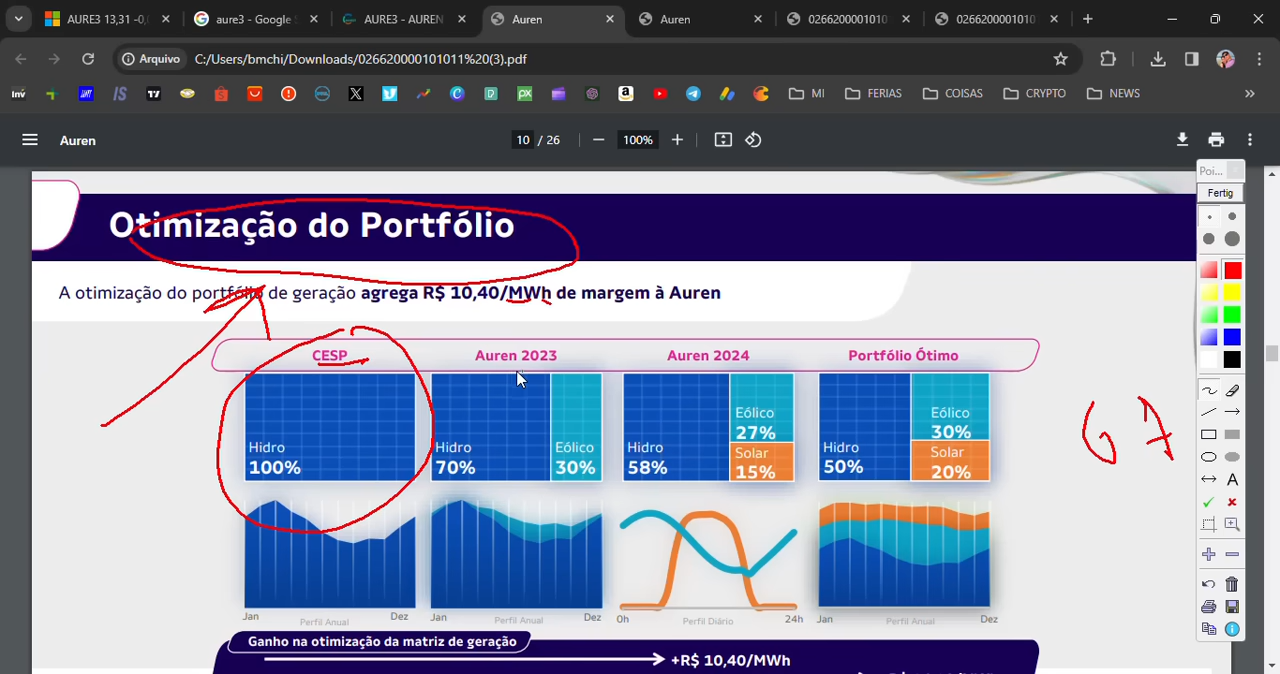 AURE3 13,31 -0,
aure3 - Google
AURE3 - AUREN
Auren
Auren
0266200001010
0266200001010
Arquivo
C:/Users/bmchi/Downloads/026620000101011%20(3).pdf
MI
FERIAS
COISAS
CRYPTO
NEWS
Auren
10 / 26
100%
Poi...
Fertig
Otimização do Portfólio
A otimização do portfólio de geração agrega R$ 10,40/MWh de margem à Auren
CESP
Auren 2023
Auren 2024
Portfólio Ótimo
Hidro
100%
Hidro
70%
Eólico
30%
Hidro
58%
Eólico
27%
Solar
15%
Hidro
50%
Eólico
30%
Solar
20%
Jan
Perfil Anual
Dez
Jan
Perfil Anual
Dez
0h
Perfil Diário
24h
Jan
Perfil Anual
Dez
Ganho na otimização da matriz de geração
+R$ 10,40/MWh